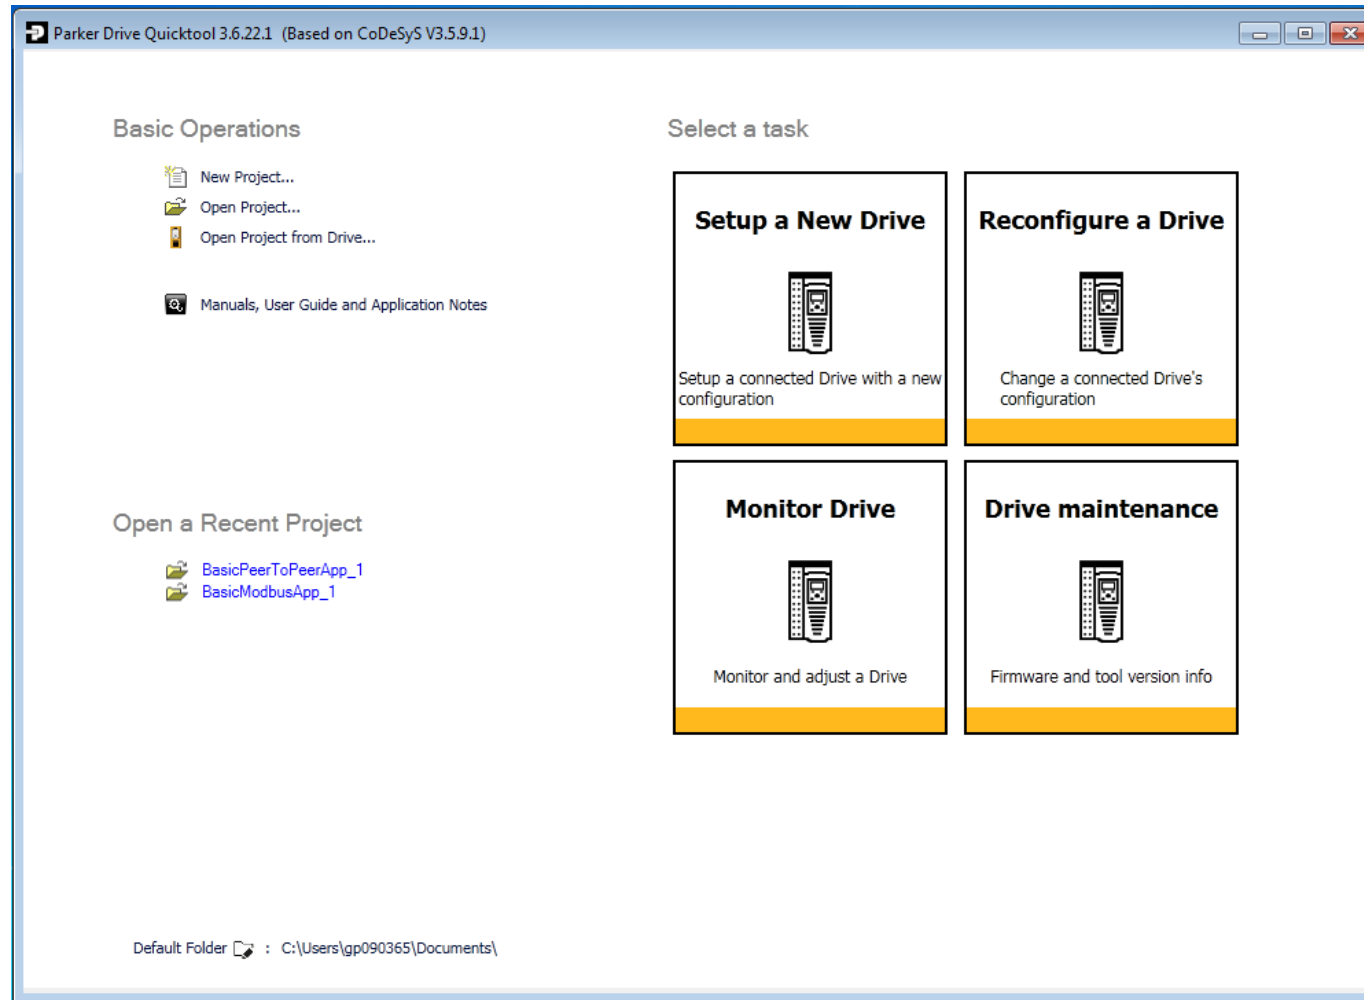 Parker Drive Quicktool 3.6.22.1 (Based on CoDeSyS V3.5.9.1)
Basic Operations
New Project...
Open Project...
Open Project from Drive...
Manuals, User Guide and Application Notes
Open a Recent Project
BasicPeerToPeerApp_1
BasicModbusApp_1
Default Folder : C:\Users\gp090365\Documents\
Select a task
Setup a New Drive
Setup a connected Drive with a new
configuration
Reconfigure a Drive
Change a connected Drive's
configuration
Monitor Drive
Monitor and adjust a Drive
Drive maintenance
Firmware and tool version info